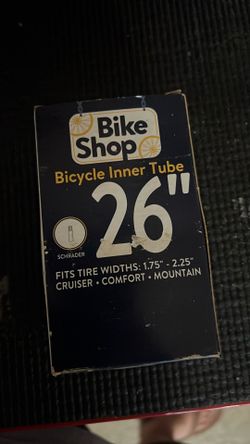 Bike
Shop
Bicycle Inner Tube
26"
SCHRADER
FITS TIRE WIDTHS: 1.75" - 2.25"
CRUISER • COMFORT • MOUNTAIN